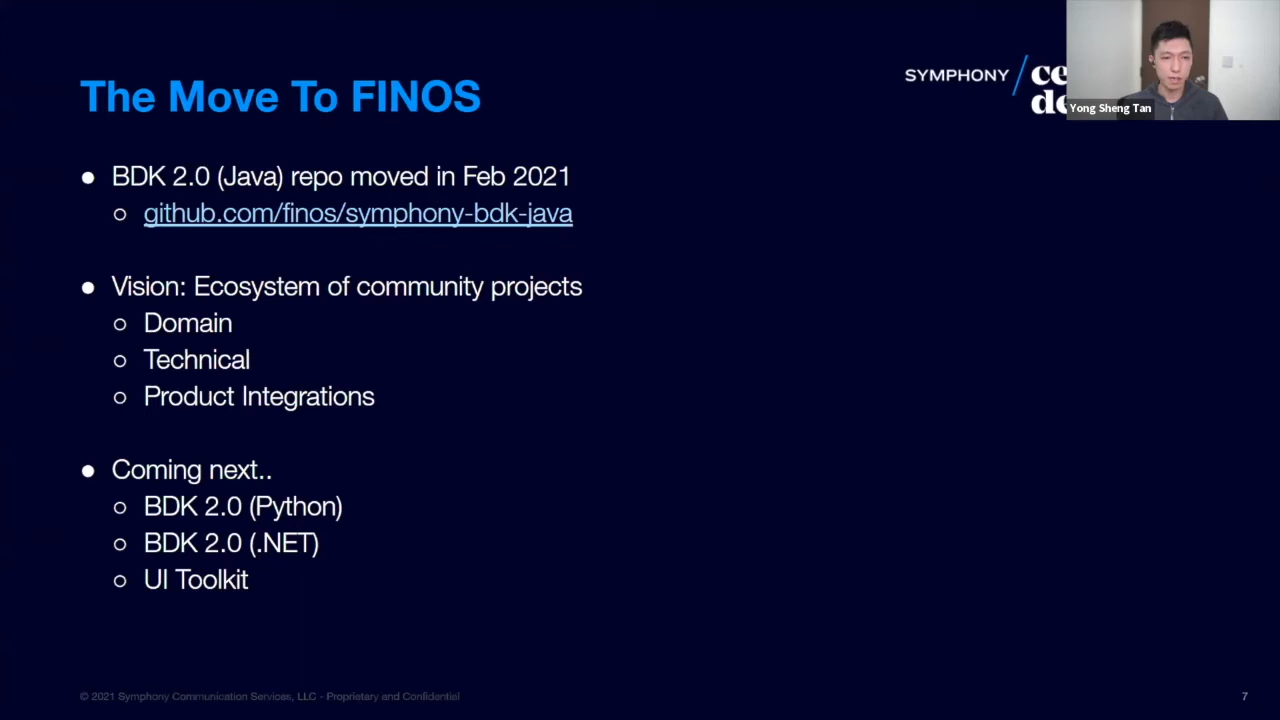 The Move To FINOS
SYMPHONY
Yong Sheng Tan
● BDK 2.0 (Java) repo moved in Feb 2021
○ github.com/finos/symphony-bdk-java
● Vision: Ecosystem of community projects
○ Domain
○ Technical
○ Product Integrations
● Coming next..
○ BDK 2.0 (Python)
○ BDK 2.0 (.NET)
○ UI Toolkit
© 2021 Symphony Communication Services, LLC - Proprietary and Confidential
7